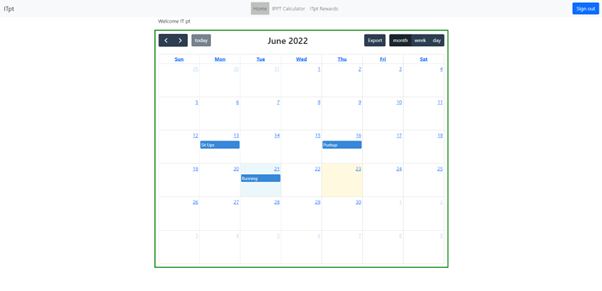 ITpt Home IPPT Calculator ITpt Rewards Sign out
Welcome IT pt
today June 2022 Export month week day
Sun Mon Tue Wed Thu Fri Sat
29 30 31 1 2 3 4
5 6 7 8 9 10 11
12 13 14 15 16 17 18
Sit Ups Pushup
19 20 21 22 23 24 25
Running
26 27 28 29 30 1 2
3 4 5 6 7 8 9